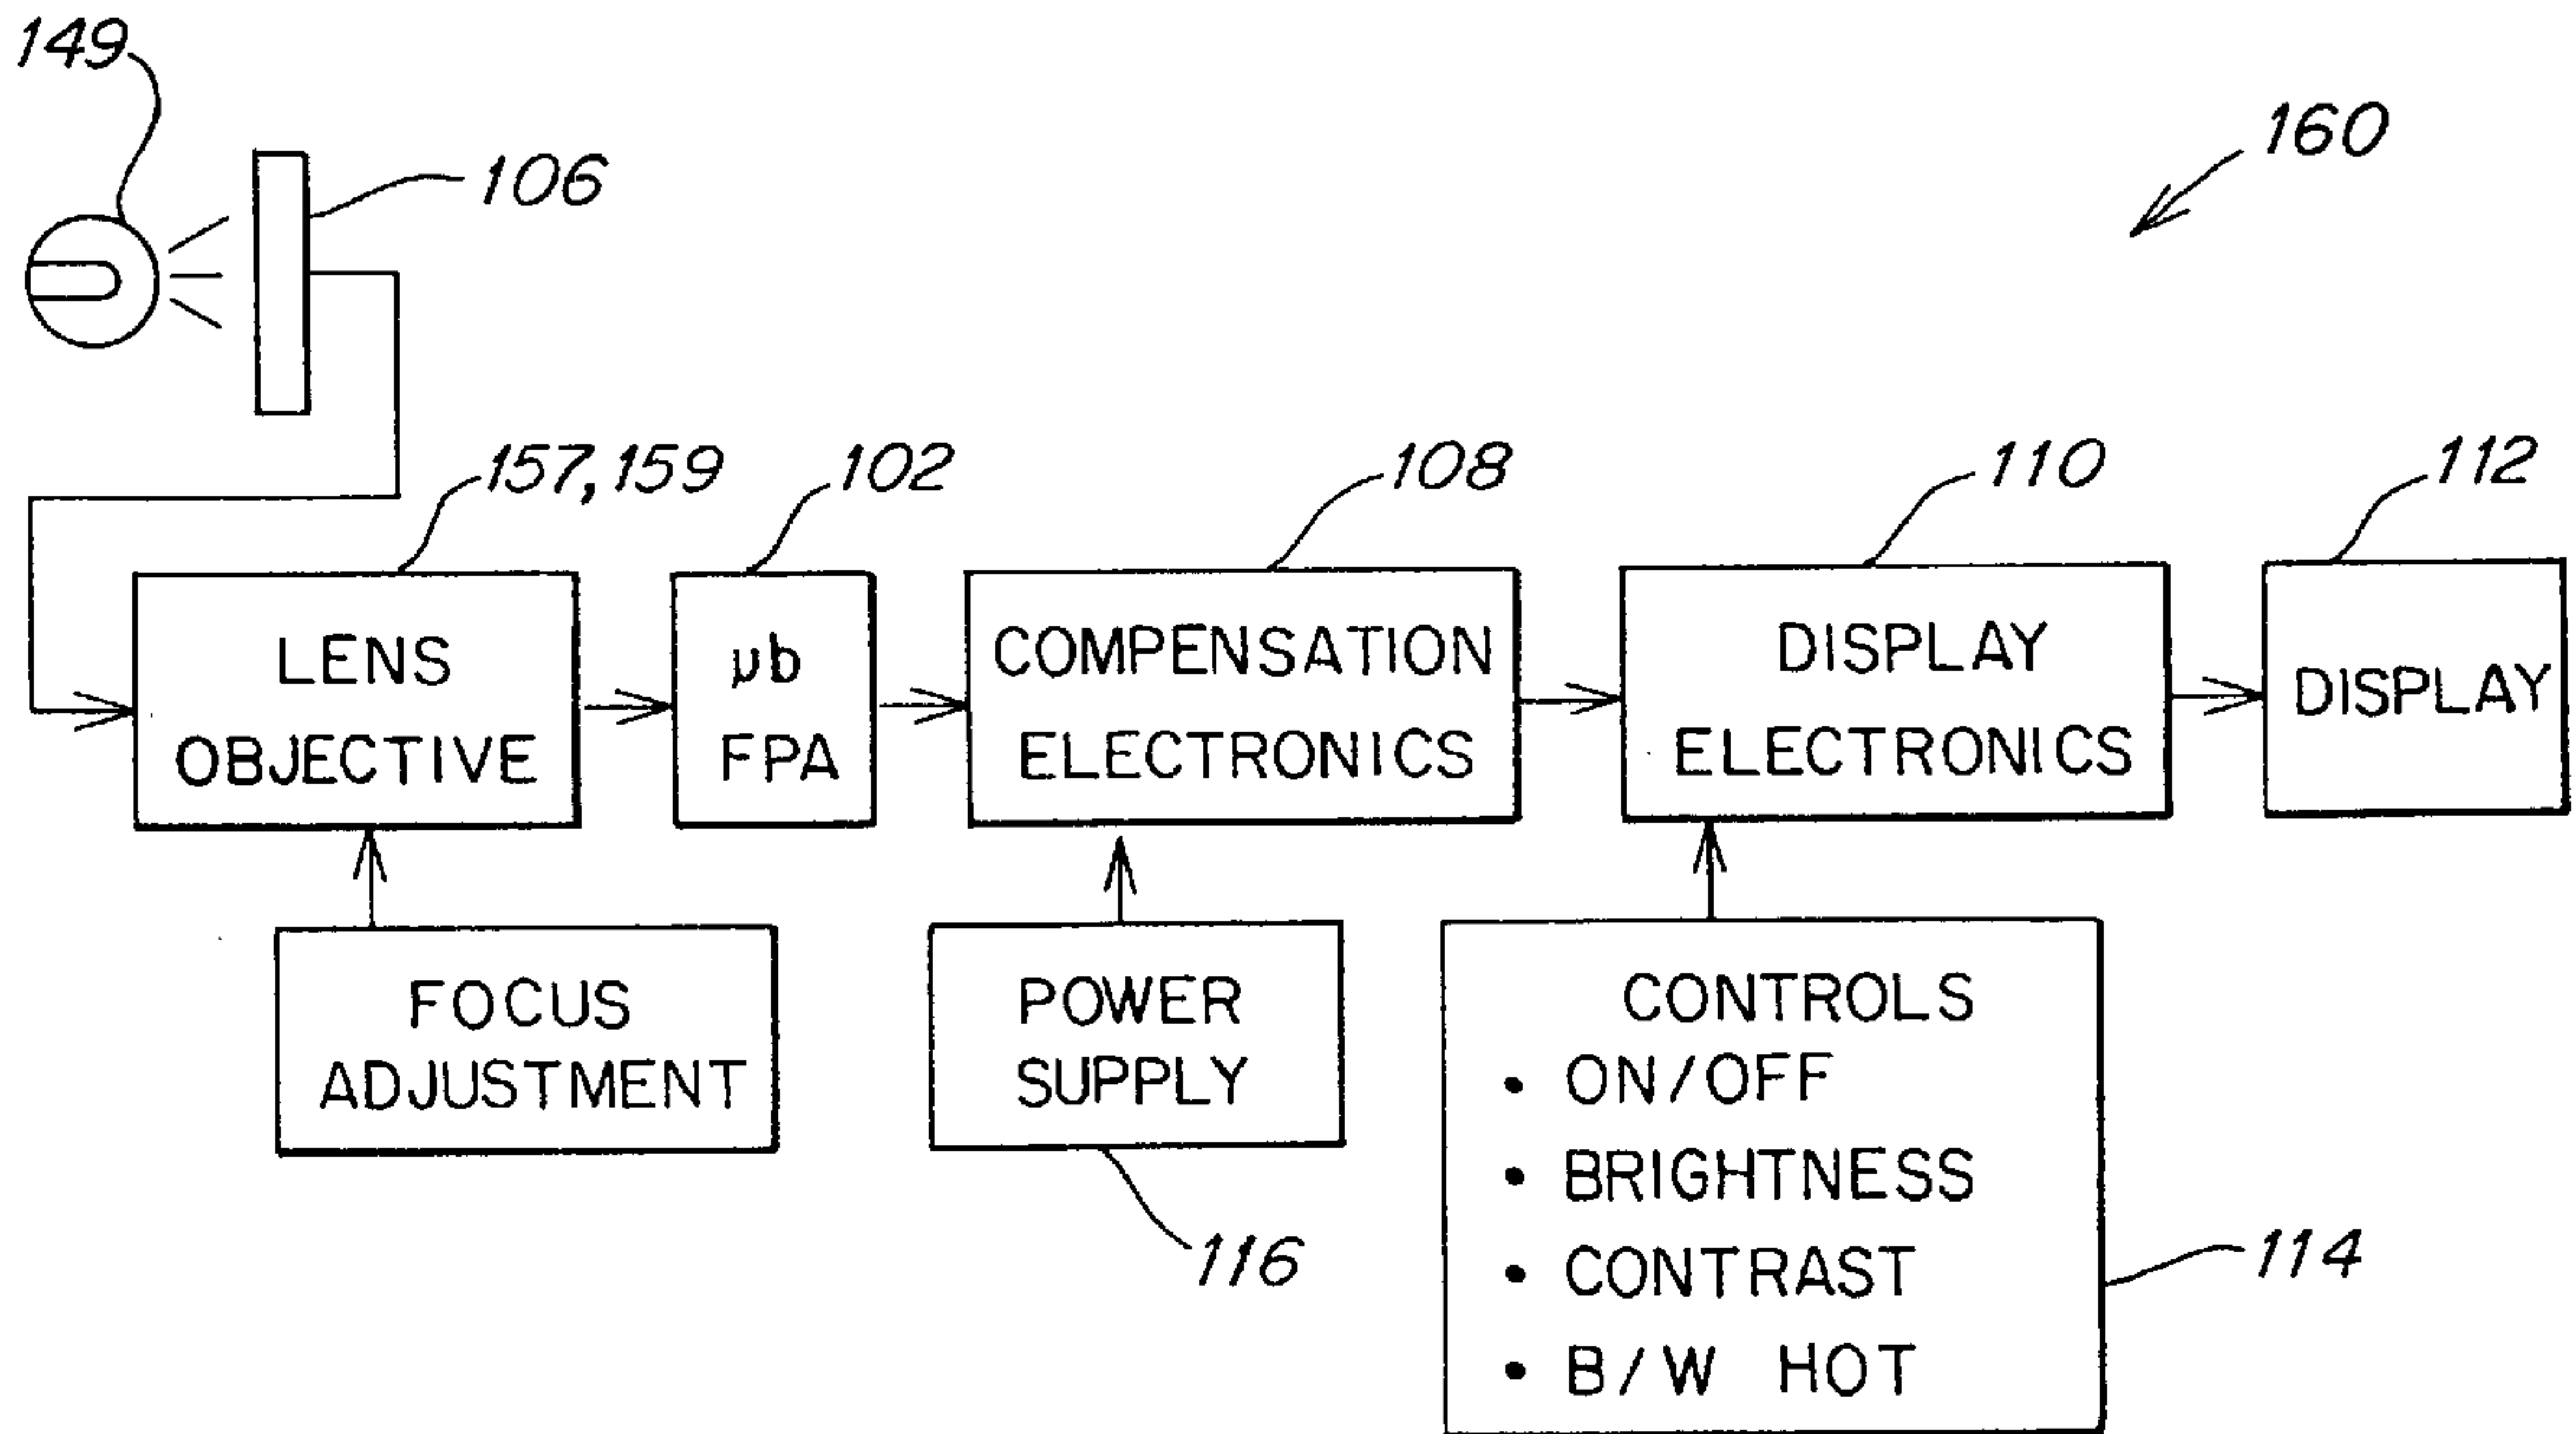 149
106
160
157, 159
102
108
110
112
LENS
OBJECTIVE
µb
FPA
COMPENSATION
ELECTRONICS
DISPLAY
ELECTRONICS
DISPLAY
FOCUS
ADJUSTMENT
POWER
SUPPLY
116
CONTROLS
• ON/OFF
• BRIGHTNESS
• CONTRAST
• B/W HOT
114